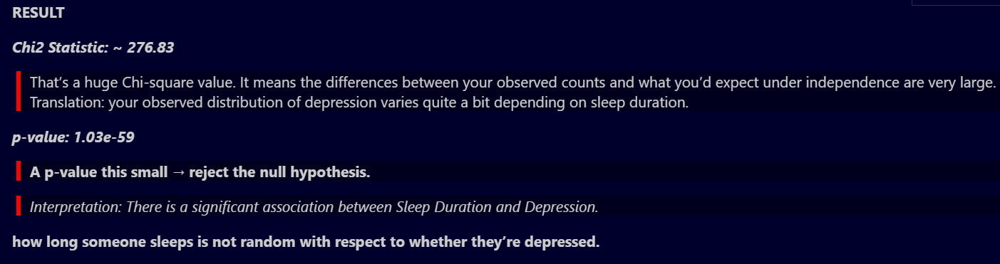 RESULT
Chi2 Statistic: ~ 276.83
That’s a huge Chi-square value. It means the differences between your observed counts and what you’d expect under independence are very large.
Translation: your observed distribution of depression varies quite a bit depending on sleep duration.
p-value: 1.03e-59
A p-value this small → reject the null hypothesis.
Interpretation: There is a significant association between Sleep Duration and Depression.
how long someone sleeps is not random with respect to whether they’re depressed.